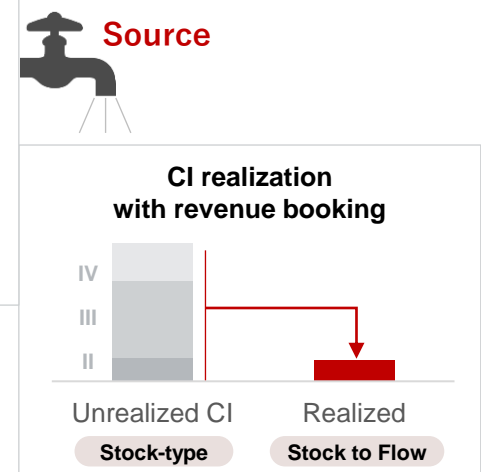 Source
CI realization
with revenue booking
IV
III
II
Unrealized CI
Realized
Stock-type
Stock to Flow